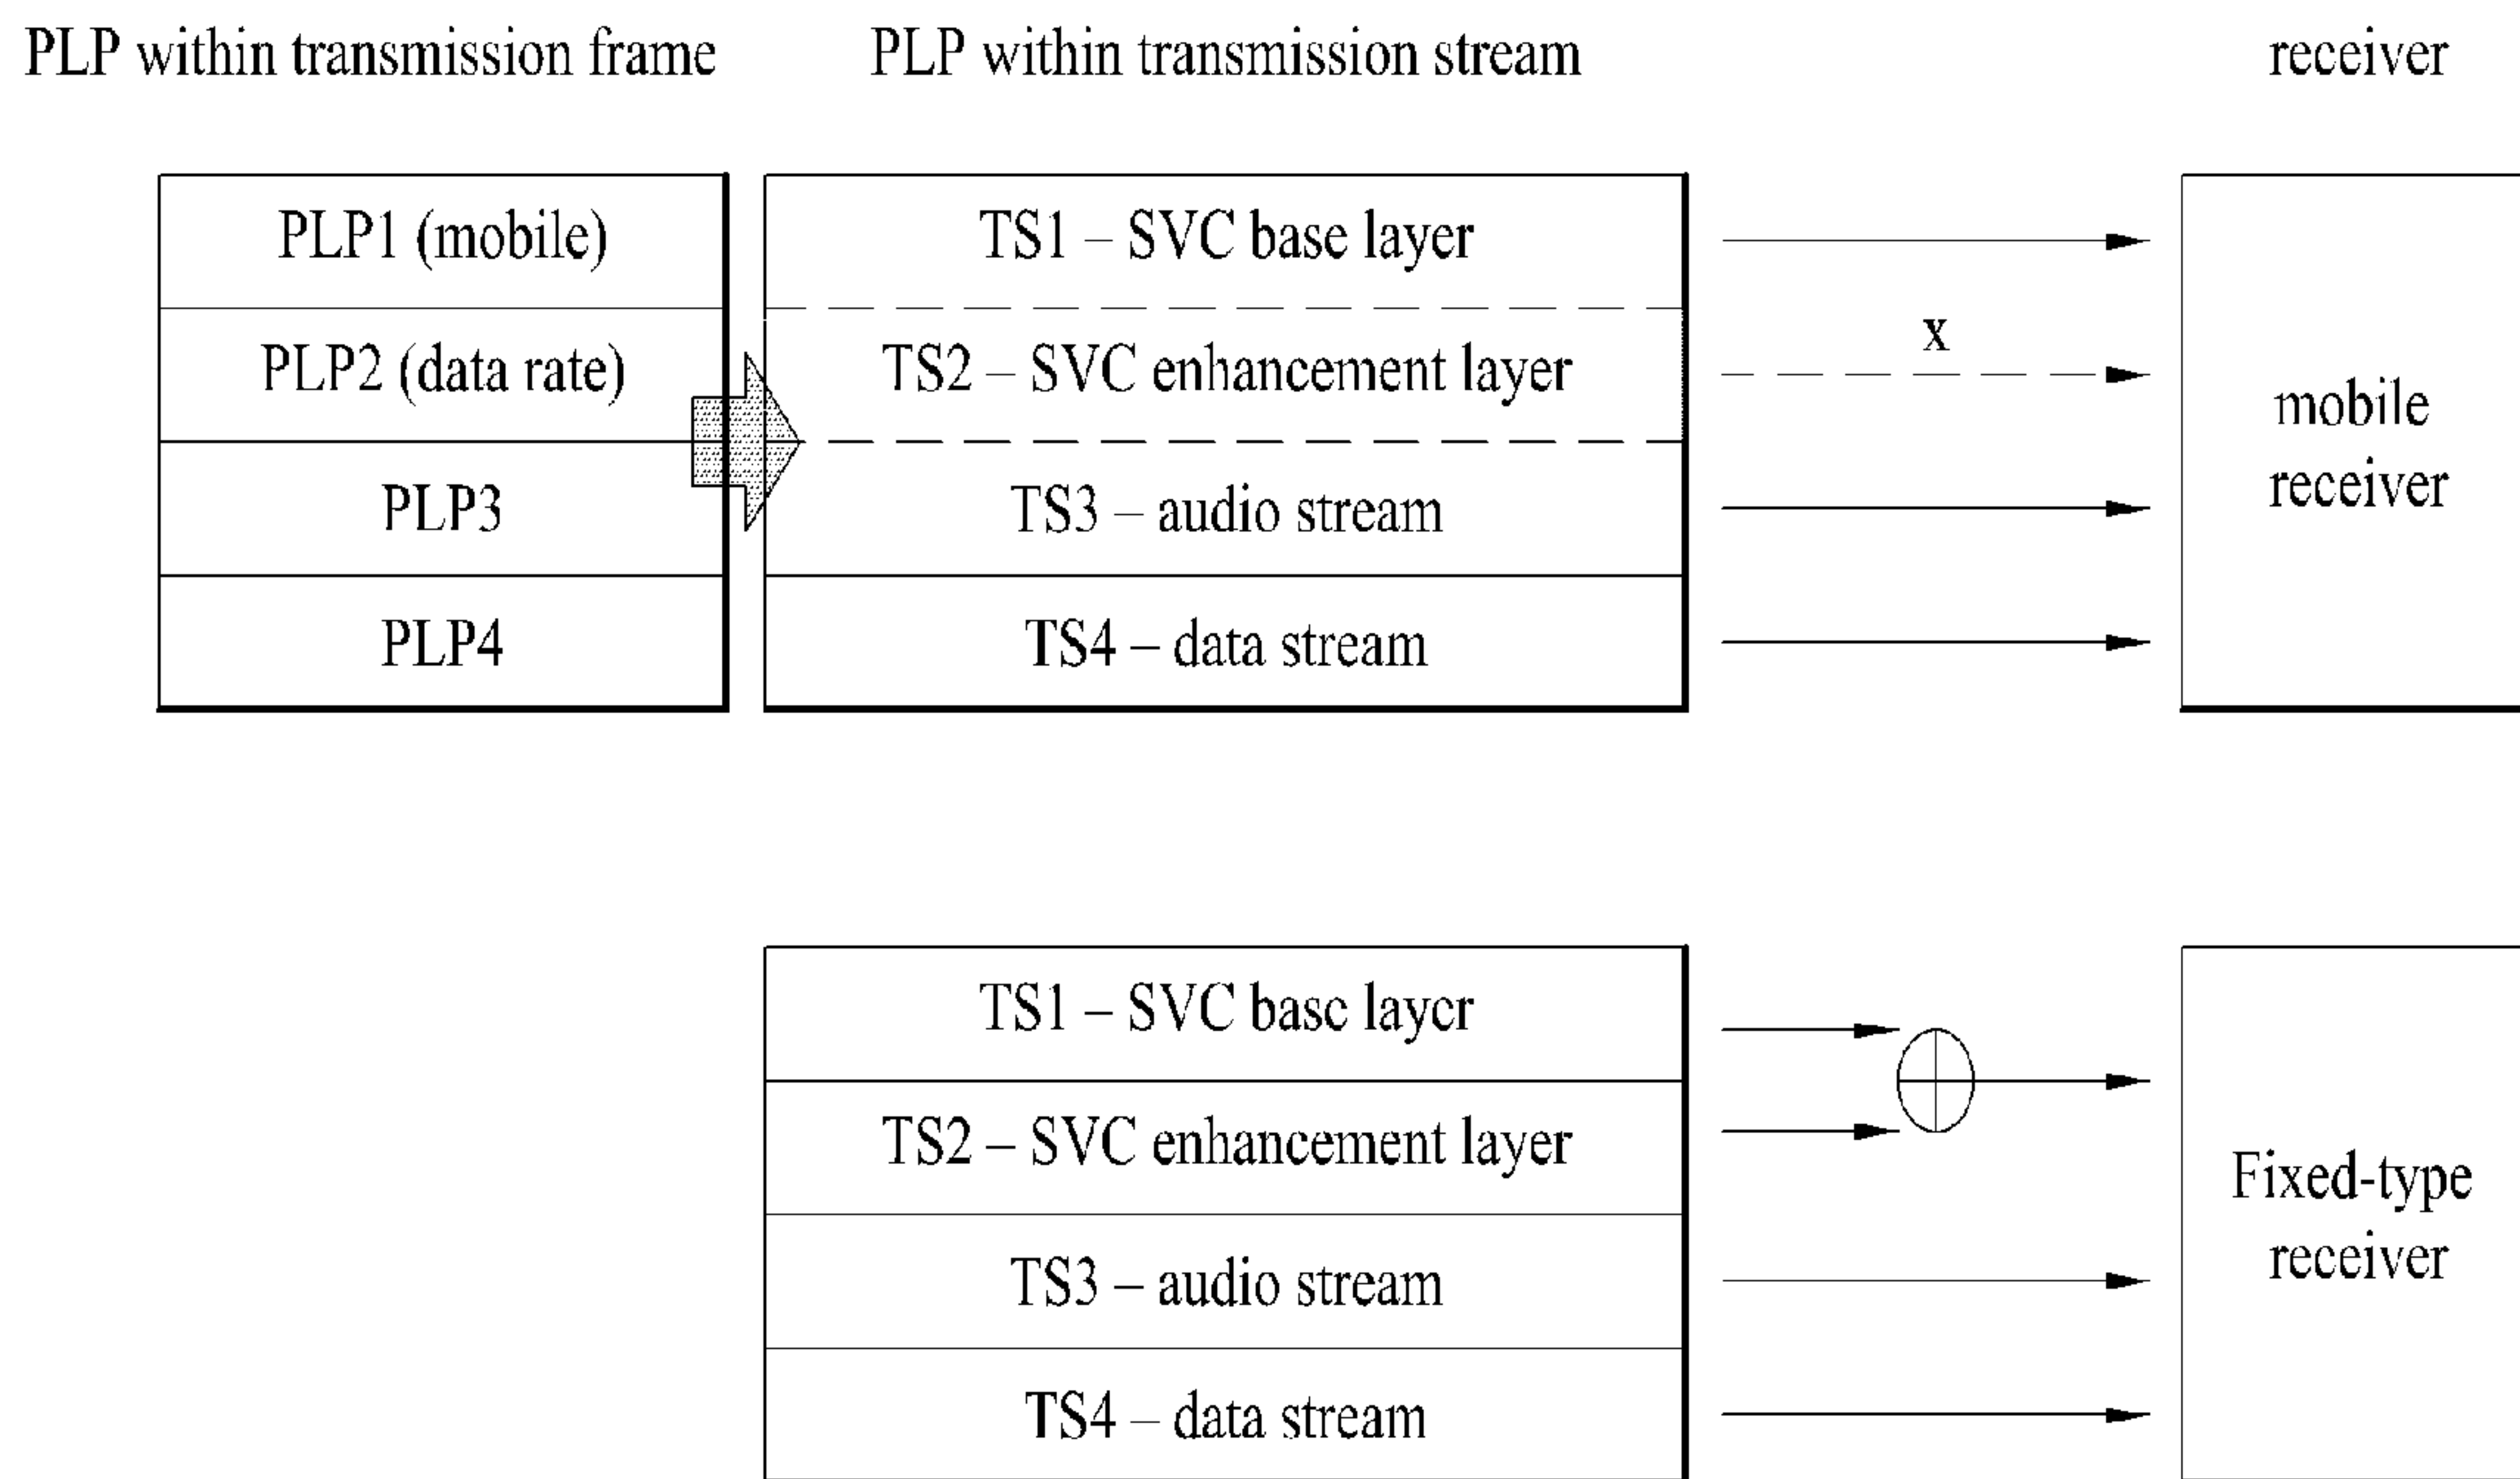 PLP within transmission frame
PLP within transmission stream
receiver
PLP1 (mobile)
PLP2 (data rate)
PLP3
PLP4
TS1 – SVC base layer
TS2 – SVC enhancement layer
TS3 – audio stream
TS4 – data stream
x
mobile
receiver
TS1 – SVC base layer
TS2 – SVC enhancement layer
TS3 – audio stream
TS4 – data stream
Fixed-type
receiver